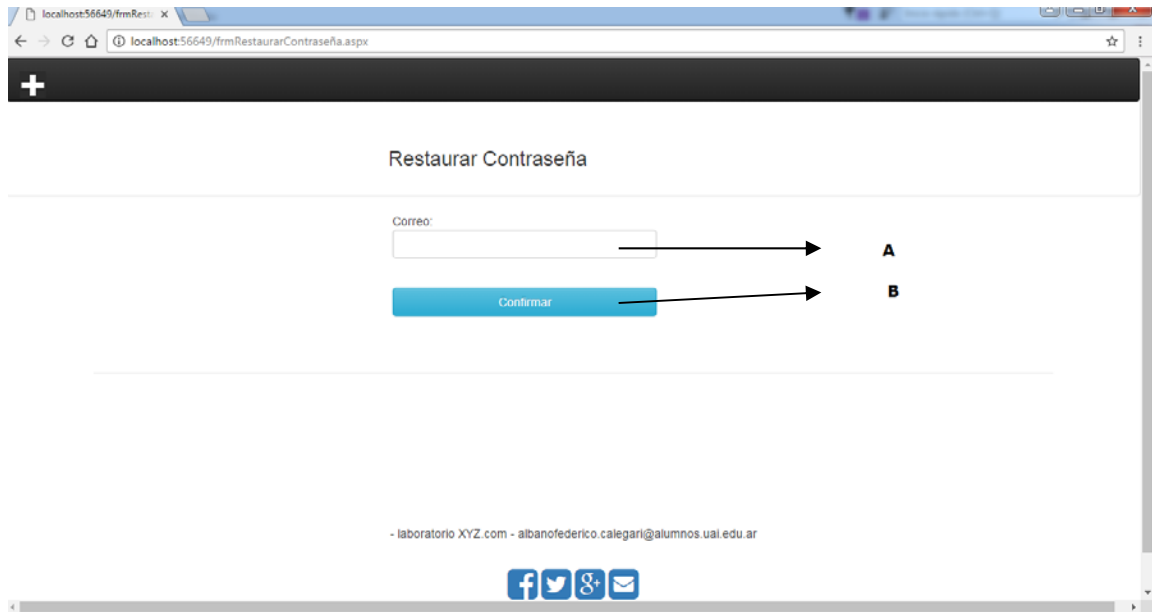 localhost:56649/frmResta
localhost:56649/frmRestaurarContraseña.aspx
Restaurar Contraseña
Correo:
A
Confirmar
B
- laboratorio XYZ.com - albanofederico.calegari@alumnos.uai.edu.ar